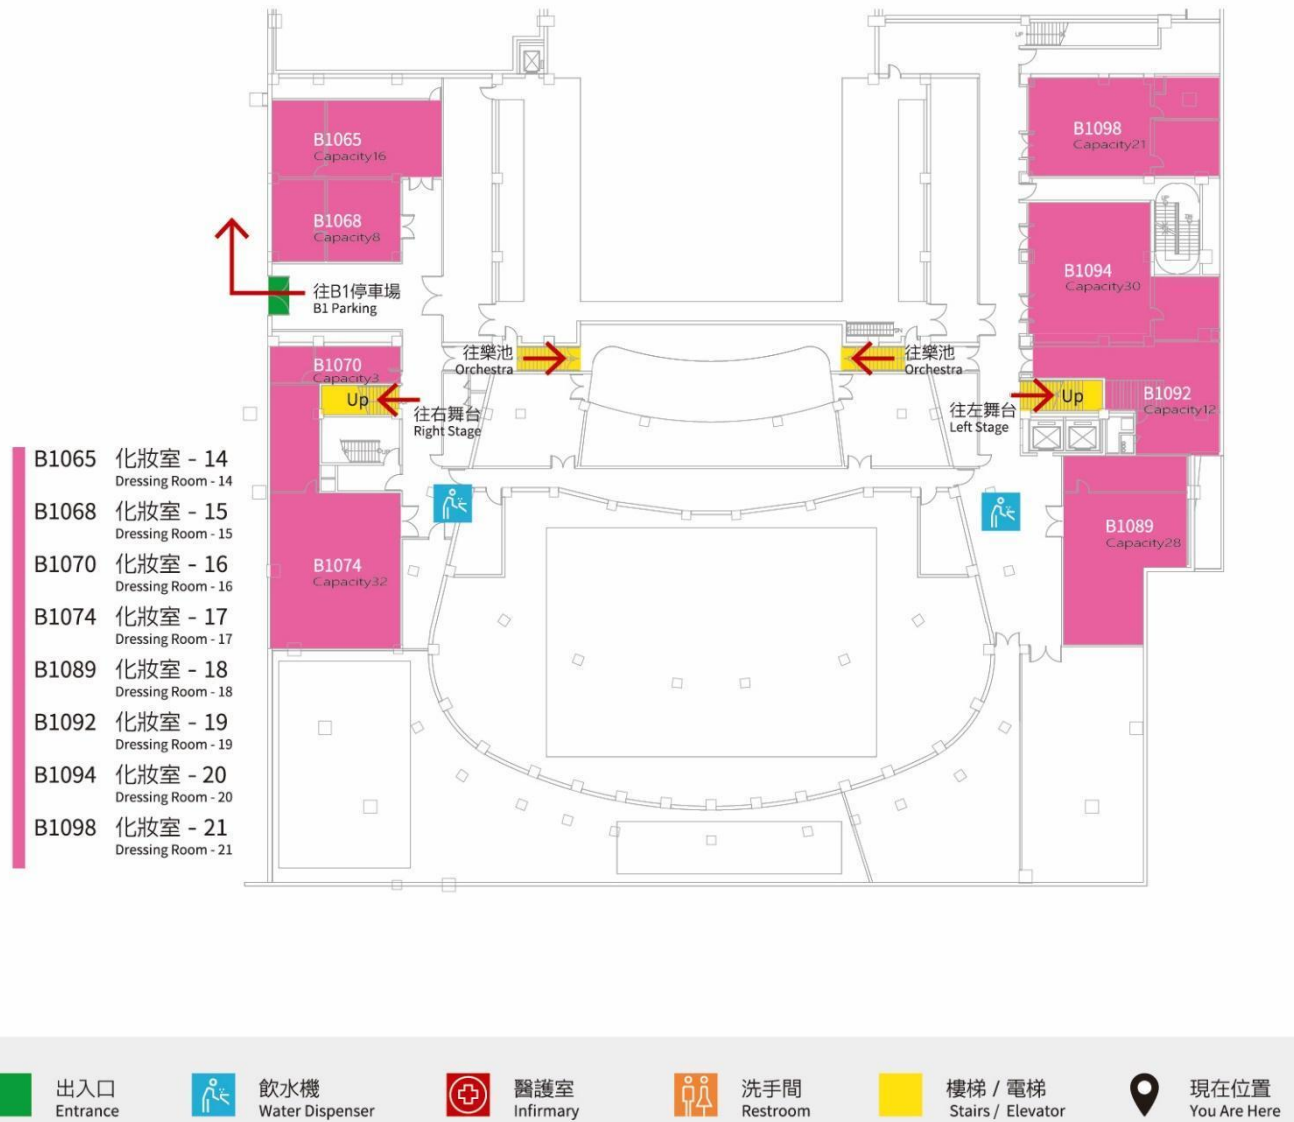 B1065
Capacity16
B1098
Capacity21
B1068
Capacity8
B1094
Capacity30
往B1停車場
B1 Parking
B1070
Capacity3
往樂池
Orchestra
往樂池
Orchestra
Up
往右舞台
Right Stage
往左舞台
Left Stage
Up
B1092
Capacity12
B1074
Capacity32
B1089
Capacity28
B1065 化妝室 - 14
Dressing Room - 14
B1068 化妝室 - 15
Dressing Room - 15
B1070 化妝室 - 16
Dressing Room - 16
B1074 化妝室 - 17
Dressing Room - 17
B1089 化妝室 - 18
Dressing Room - 18
B1092 化妝室 - 19
Dressing Room - 19
B1094 化妝室 - 20
Dressing Room - 20
B1098 化妝室 - 21
Dressing Room - 21
UP
出入口
Entrance
飲水機
Water Dispenser
醫護室
Infirmary
洗手間
Restroom
樓梯 / 電梯
Stairs / Elevator
現在位置
You Are Here